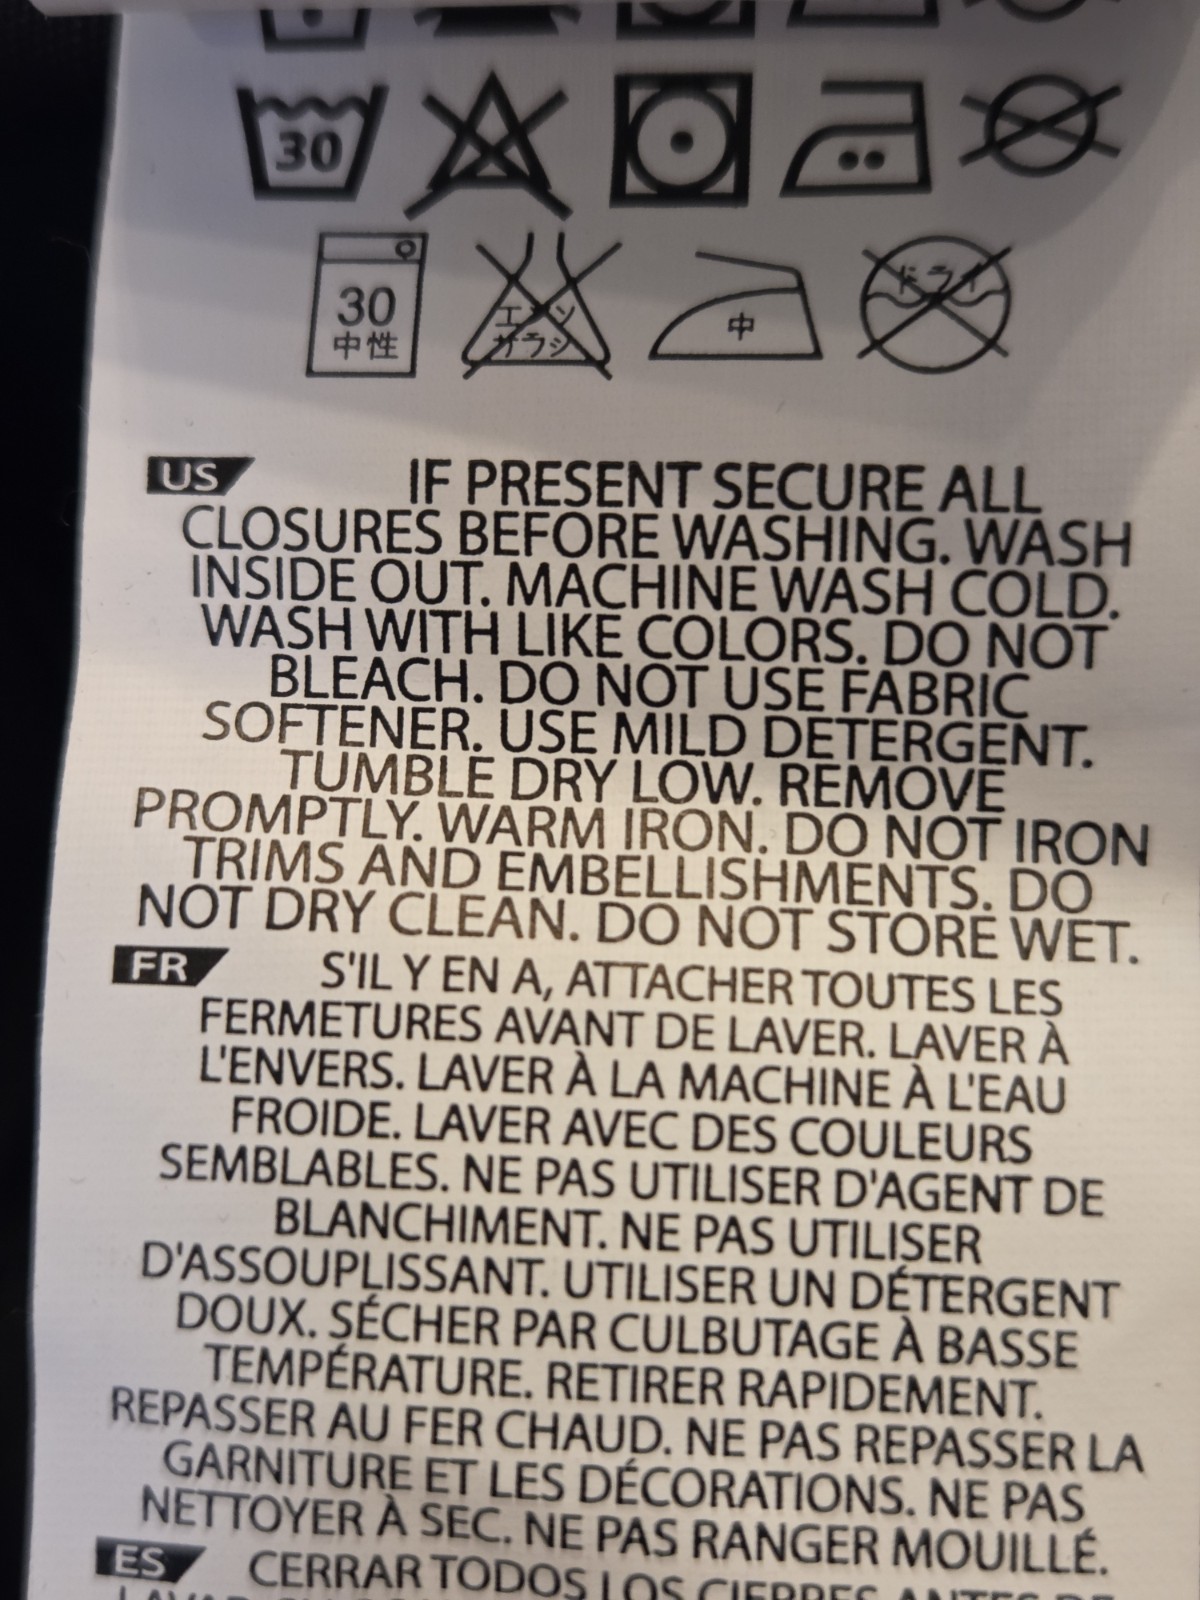 30
30
中性
エンソ
サラシ
中
ドライ
US IF PRESENT SECURE ALL
CLOSURES BEFORE WASHING. WASH
INSIDE OUT. MACHINE WASH COLD.
WASH WITH LIKE COLORS. DO NOT
BLEACH. DO NOT USE FABRIC
SOFTENER. USE MILD DETERGENT.
TUMBLE DRY LOW. REMOVE
PROMPTLY. WARM IRON. DO NOT IRON
TRIMS AND EMBELLISHMENTS. DO
NOT DRY CLEAN. DO NOT STORE WET.
FR S'IL Y EN A, ATTACHER TOUTES LES
FERMETURES AVANT DE LAVER. LAVER À
L'ENVERS. LAVER À LA MACHINE À L'EAU
FROIDE. LAVER AVEC DES COULEURS
SEMBLABLES. NE PAS UTILISER D'AGENT DE
BLANCHIMENT. NE PAS UTILISER
D'ASSOUPLISSANT. UTILISER UN DÉTERGENT
DOUX. SÉCHER PAR CULBUTAGE À BASSE
TEMPÉRATURE. RETIRER RAPIDEMENT.
REPASSER AU FER CHAUD. NE PAS REPASSER LA
GARNITURE ET LES DÉCORATIONS. NE PAS
NETTOYER À SEC. NE PAS RANGER MOUILLÉ.
ES CERRAR TODOS LOS CIERRES ANTES DE